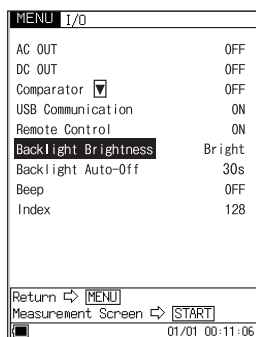 MENU I/O
AC OUT OFF
DC OUT OFF
Comparator ▼ OFF
USB Communication ON
Remote Control ON
Backlight Brightness Bright
Backlight Auto-Off 30s
Beep OFF
Index 128
Return ⇨ MENU
Measurement Screen ⇨ START
01/01 00:11:06